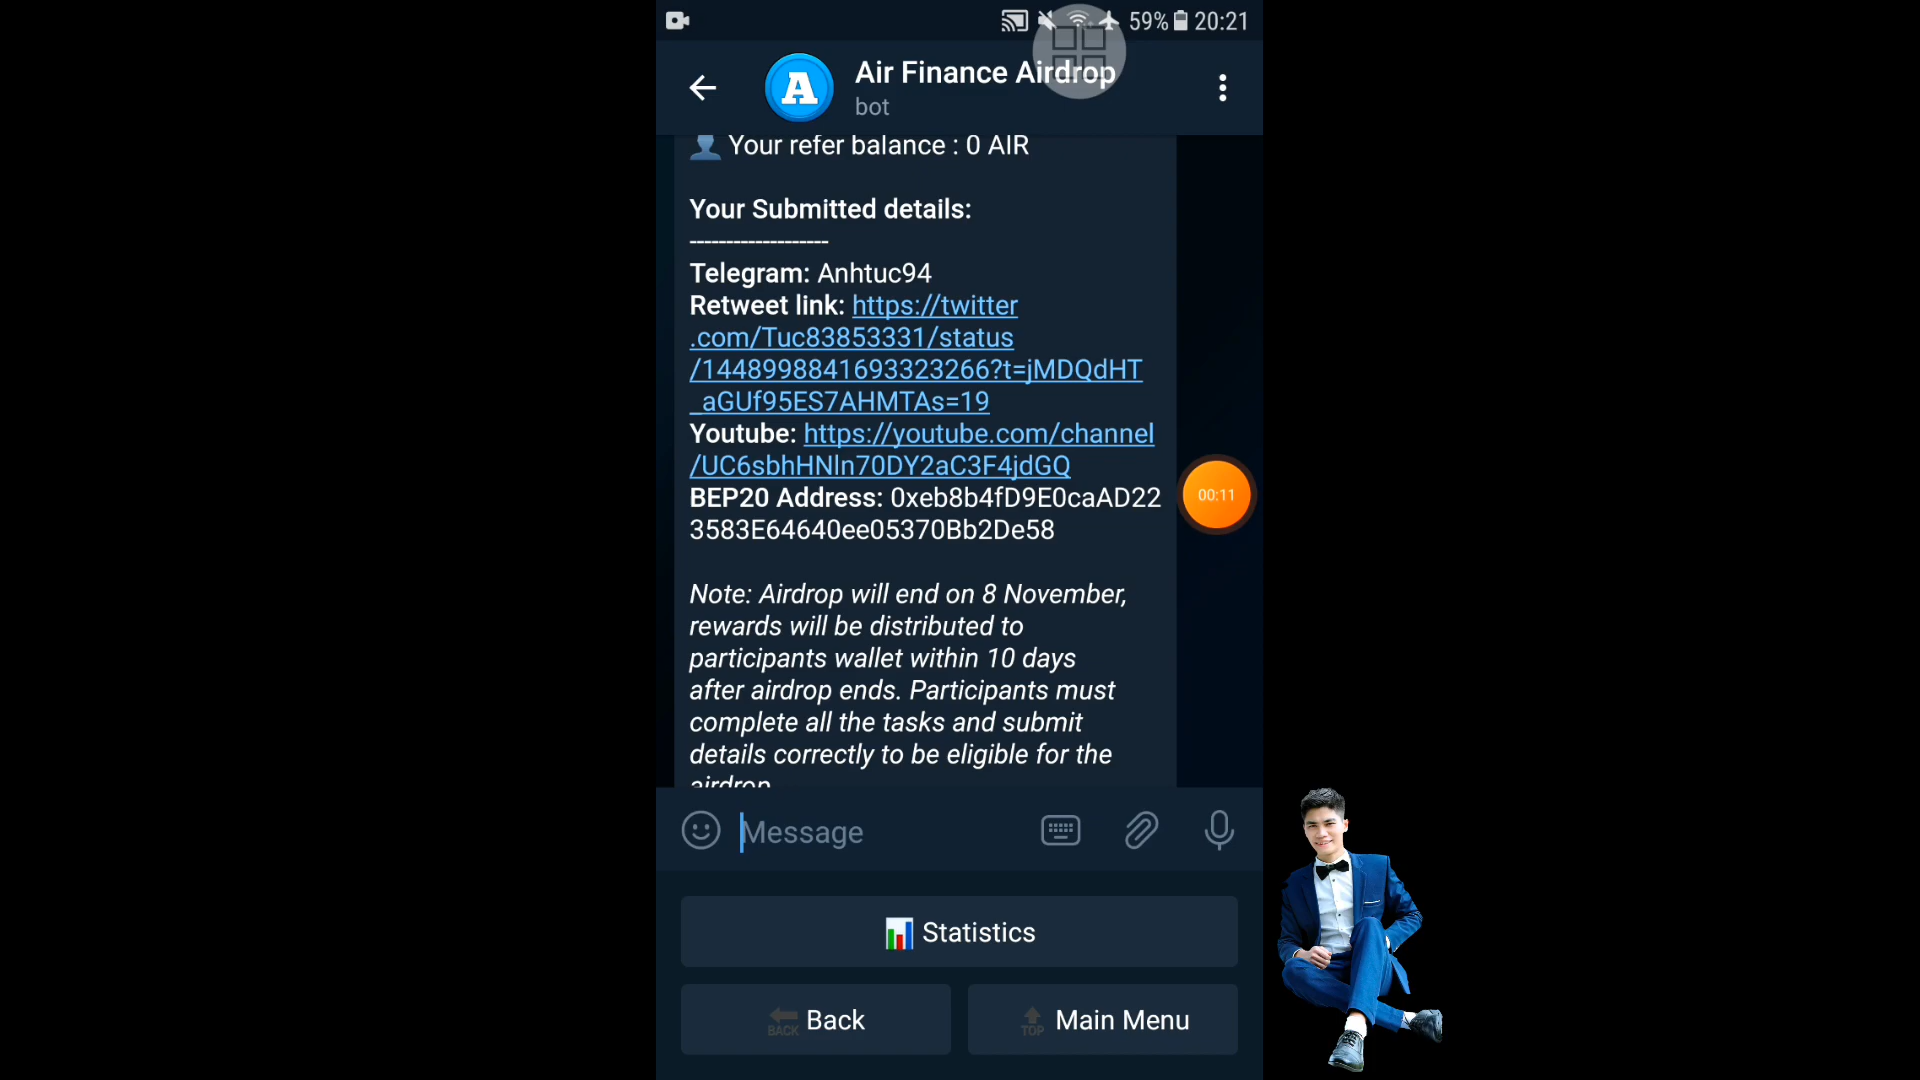 59% 20:21
A
Air Finance Airdrop
bot
Your refer balance : 0 AIR
Your Submitted details:
-------------------
Telegram: Anhtuc94
Retweet link: https://twitter
.com/Tuc83853331/status
/1448998841693323266?t=jMDQdHT
_aGUf95ES7AHMTAs=19
Youtube: https://youtube.com/channel
/UC6sbhHNln70DY2aC3F4jdGQ
00:11
BEP20 Address: 0xeb8b4fD9E0caAD22
3583E64640ee05370Bb2De58
Note: Airdrop will end on 8 November,
rewards will be distributed to
participants wallet within 10 days
after airdrop ends. Participants must
complete all the tasks and submit
details correctly to be eligible for the
airdrop
Message
Statistics
BACK Back
TOP Main Menu